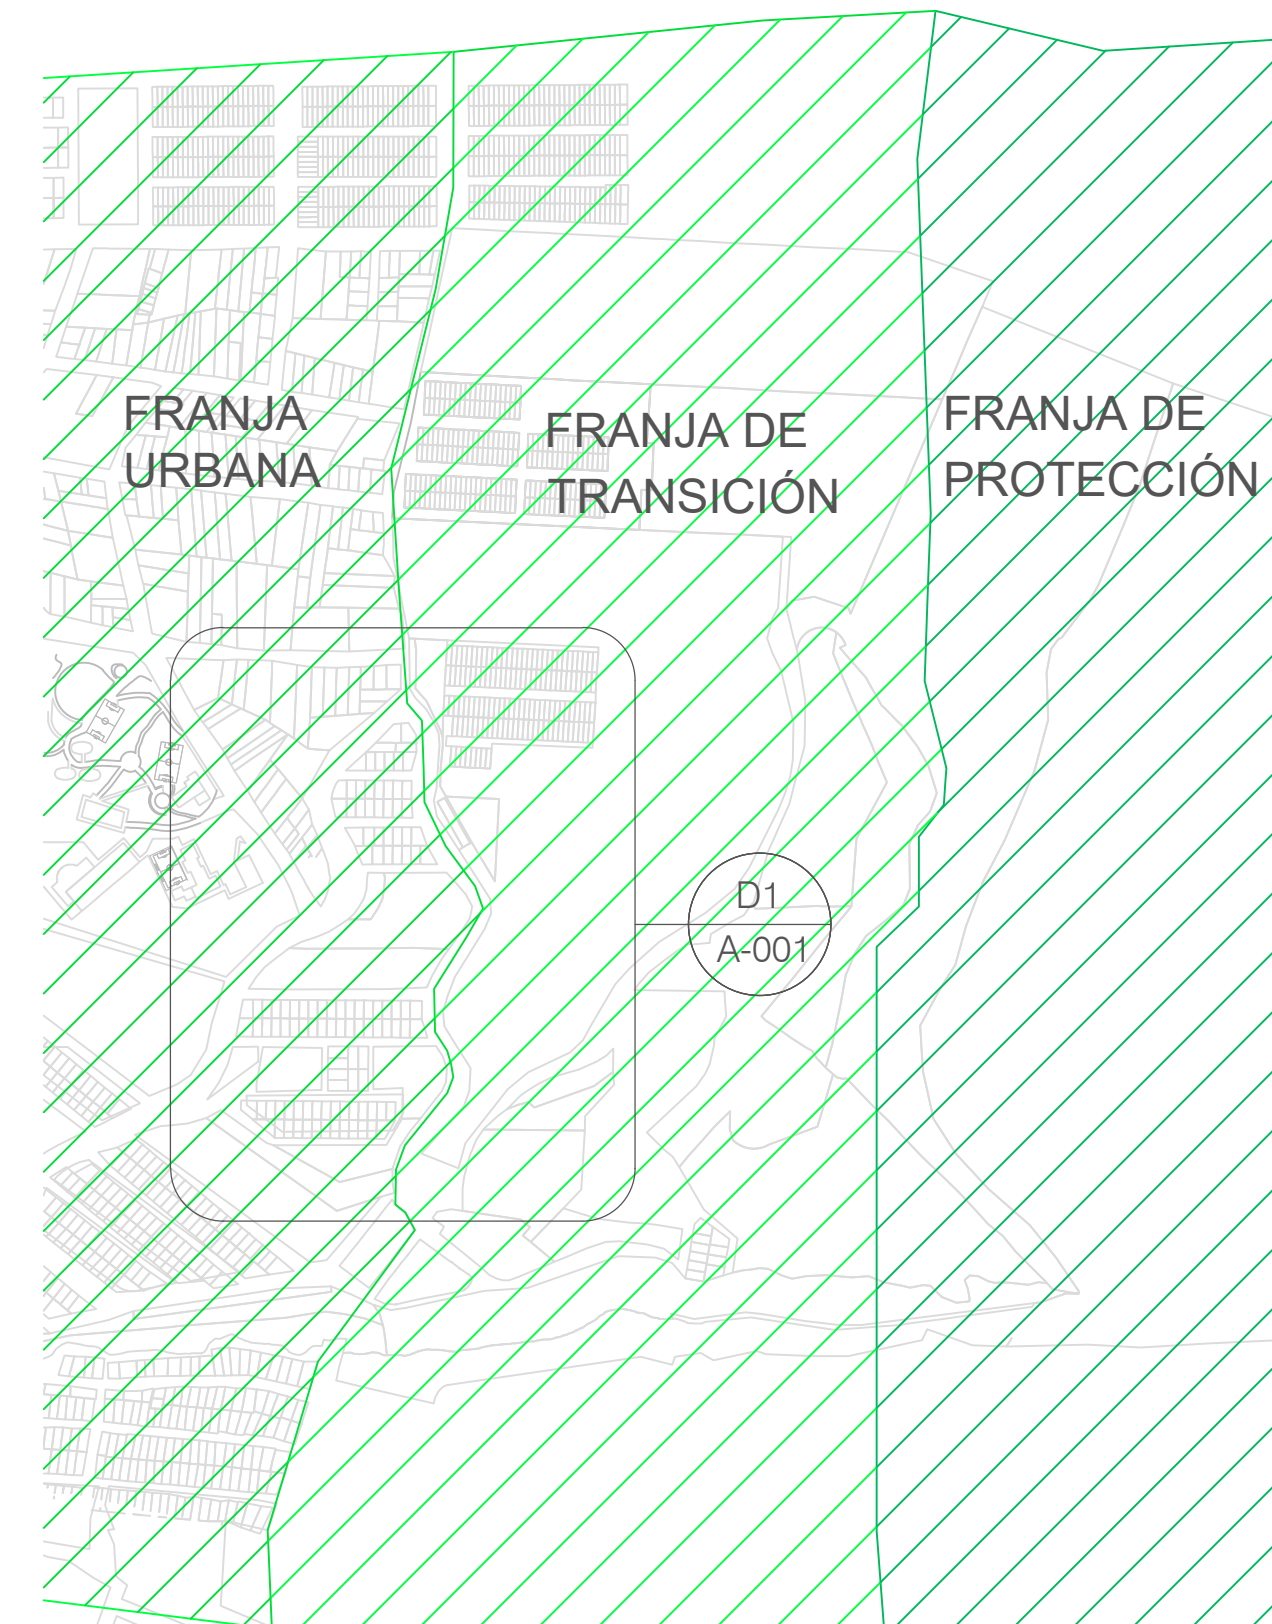 FRANJA
URBANA
FRANJA DE
TRANSICIÓN
FRANJA DE
PROTECCIÓN
D1
A-001